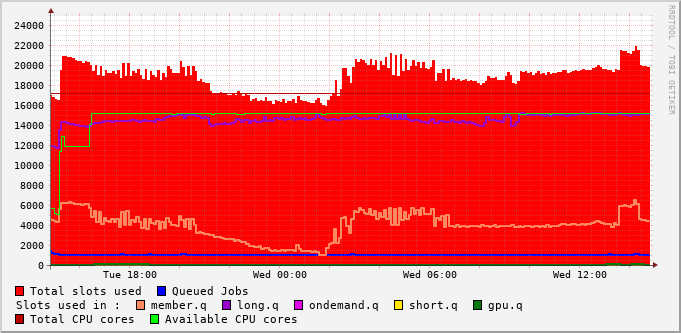 RRDTOOL / TOBI OETIKER
24000
22000
20000
18000
16000
14000
12000
10000
8000
6000
4000
2000
0
Tue 18:00 Wed 00:00 Wed 06:00 Wed 12:00
Total slots used Queued Jobs
Slots used in : member.q long.q ondemand.q short.q gpu.q
Total CPU cores Available CPU cores